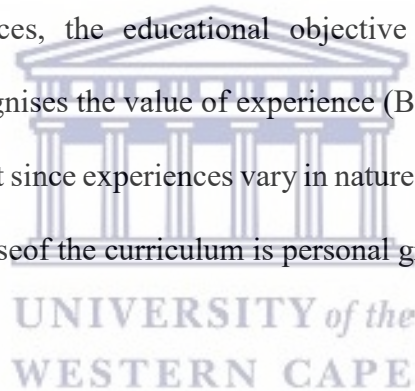 ces, the educational objective
gnises the value of experience (B
t since experiences vary in nature
seof the curriculum is personal g
UNIVERSITY of the
WESTERN CAPE